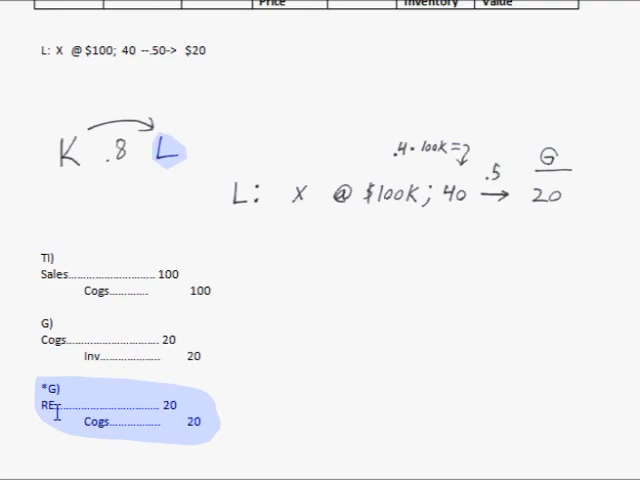 Price Inventory Value
L: X @ $100; 40 --.50-> $20
.4 · 100K =
K .8 L
.5 G
L: X @ $100K; 40 → 20
TI)
Sales............................. 100
Cogs............. 100
G)
Cogs............................... 20
Inv.................... 20
*G)
RE.................................. 20
Cogs................. 20